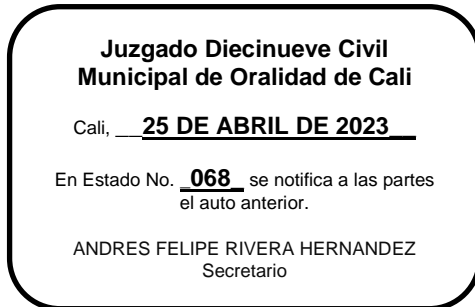 Juzgado Diecinueve Civil
Municipal de Oralidad de Cali
Cali, __25 DE ABRIL DE 2023__
En Estado No. _068_ se notifica a las partes
el auto anterior.
ANDRES FELIPE RIVERA HERNANDEZ
Secretario